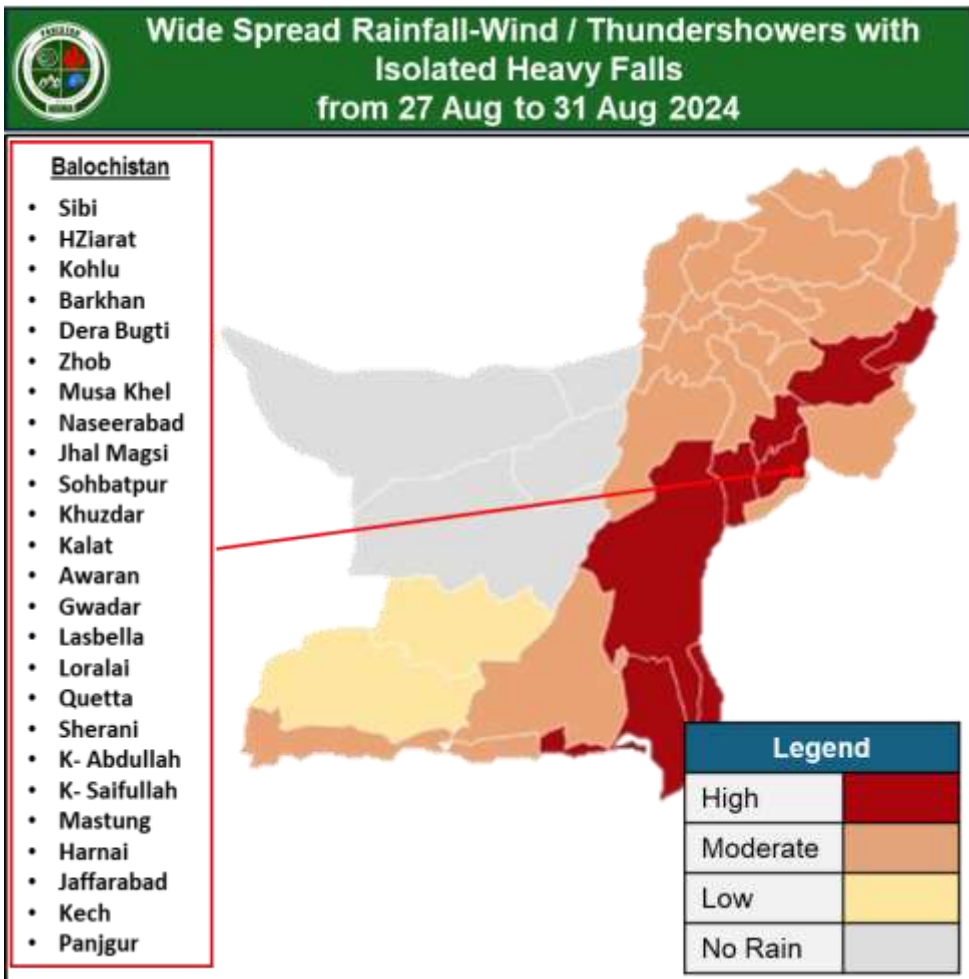 Wide Spread Rainfall-Wind / Thundershowers with
Isolated Heavy Falls
from 27 Aug to 31 Aug 2024
Balochistan
• Sibi
• HZiarat
• Kohlu
• Barkhan
• Dera Bugti
• Zhob
• Musa Khel
• Naseerabad
• Jhal Magsi
• Sohbatpur
• Khuzdar
• Kalat
• Awaran
• Gwadar
• Lasbella
• Loralai
• Quetta
• Sherani
• K- Abdullah
• K- Saifullah
• Mastung
• Harnai
• Jaffarabad
• Kech
• Panjgur
Legend
High
Moderate
Low
No Rain